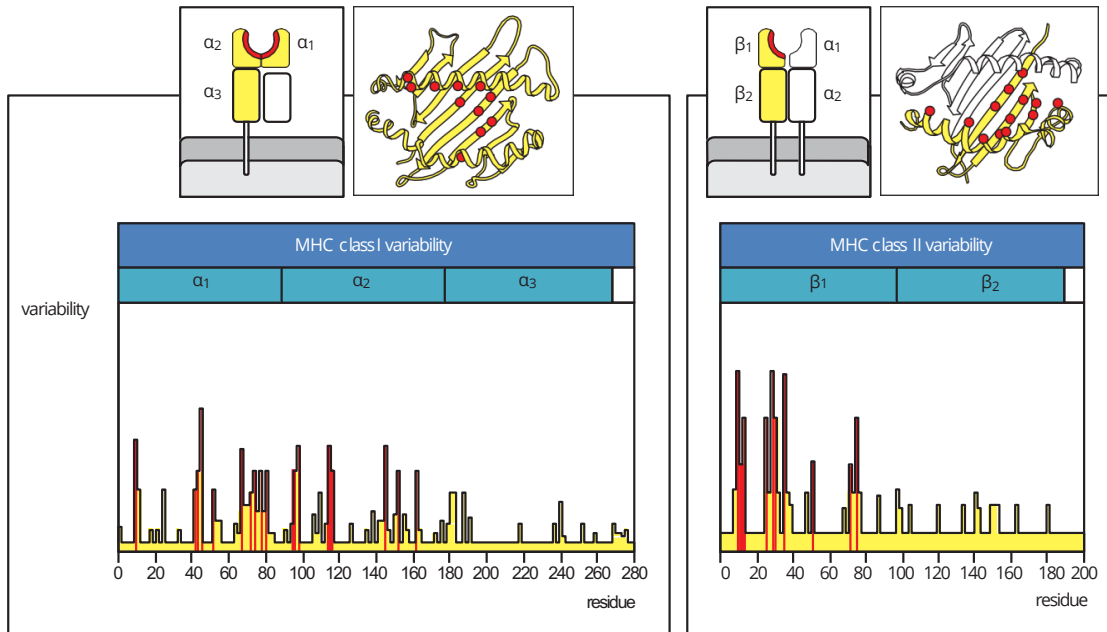 α2 α1
α3
β1 α1
β2 α2
MHC class I variability
α1 α2 α3
variability
0 20 40 60 80 100 120 140 160 180 200 220 240 260 280
residue
MHC class II variability
β1 β2
0 20 40 60 80 100 120 140 160 180 200
residue